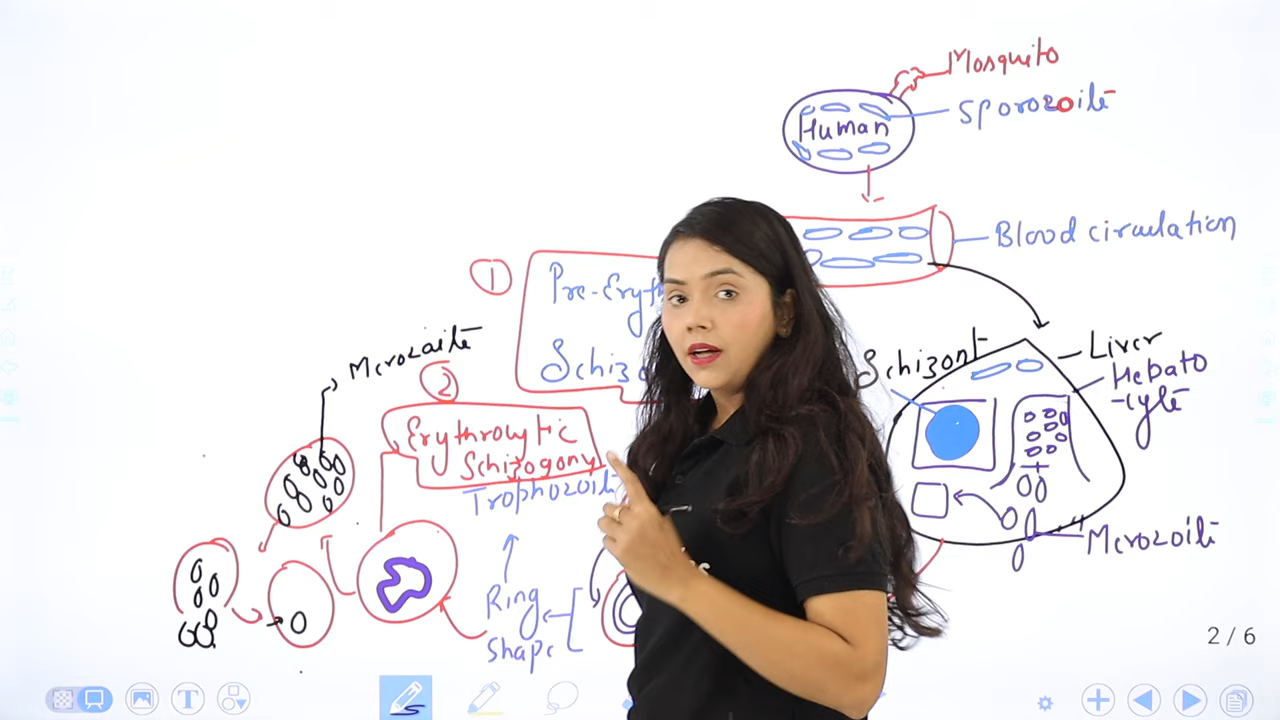 Mosquito
Sporozoite
Human
Blood circulation
1
Pre-Eryth
Schizo
Schizont
Liver
Hepato
-cyte
Merozoite
2
Erythrocytic
Schizogony
Trophozoite
Ring
shape
Merozoite
2 / 6
T